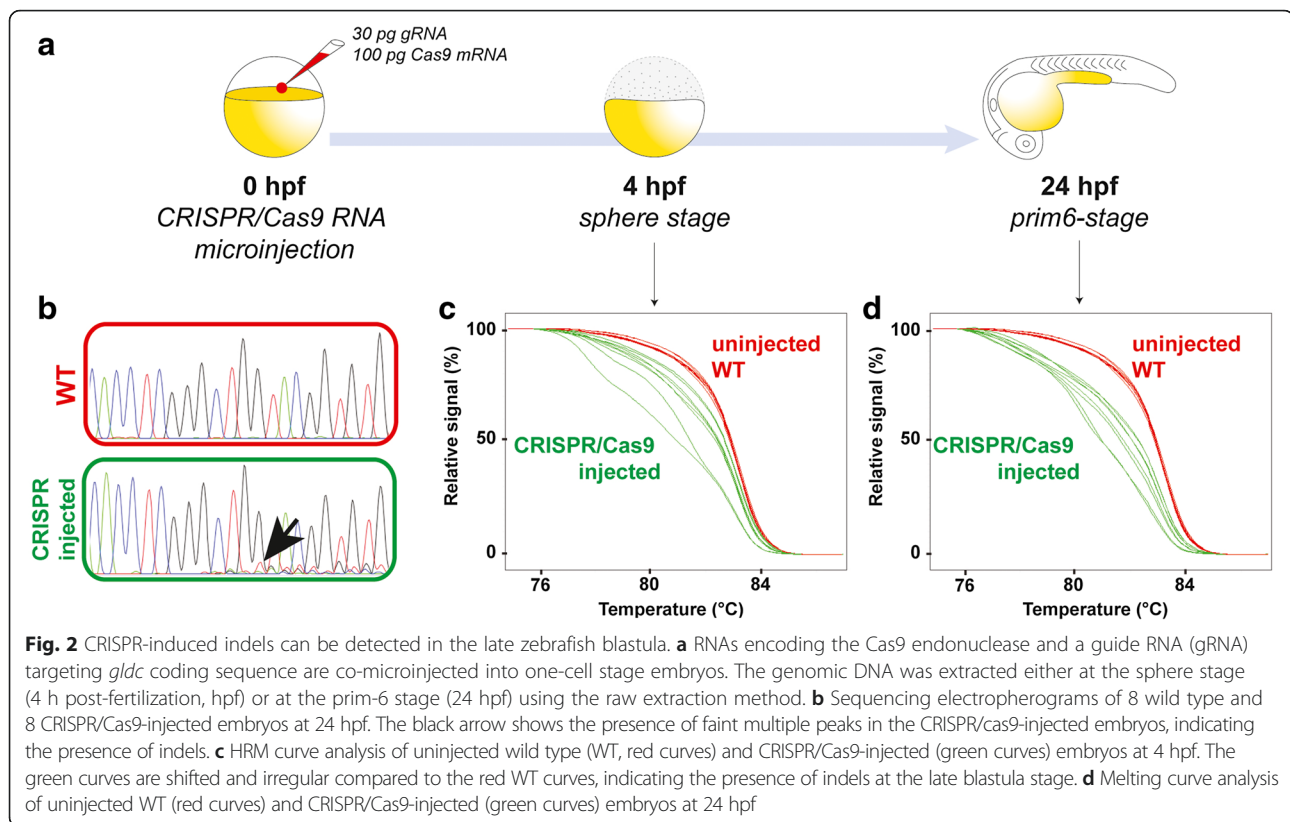 a
30 pg gRNA
100 pg Cas9 mRNA
0 hpf
CRISPR/Cas9 RNA
microinjection
4 hpf
sphere stage
24 hpf
prim6-stage
b
WT
CRISPR
injected
c
Relative signal (%)
100
50
0
uninjected
WT
CRISPR/Cas9
injected
76
80
84
Temperature (°C)
d
Relative signal (%)
100
50
0
uninjected
WT
CRISPR/Cas9
injected
76
80
84
Temperature (°C)
Fig. 2 CRISPR-induced indels can be detected in the late zebrafish blastula. a RNAs encoding the Cas9 endonuclease and a guide RNA (gRNA)
targeting gldc coding sequence are co-microinjected into one-cell stage embryos. The genomic DNA was extracted either at the sphere stage
(4 h post-fertilization, hpf) or at the prim-6 stage (24 hpf) using the raw extraction method. b Sequencing electropherograms of 8 wild type and
8 CRISPR/Cas9-injected embryos at 24 hpf. The black arrow shows the presence of faint multiple peaks in the CRISPR/cas9-injected embryos, indicating
the presence of indels. c HRM curve analysis of uninjected wild type (WT, red curves) and CRISPR/Cas9-injected (green curves) embryos at 4 hpf. The
green curves are shifted and irregular compared to the red WT curves, indicating the presence of indels at the late blastula stage. d Melting curve analysis
of uninjected WT (red curves) and CRISPR/Cas9-injected (green curves) embryos at 24 hpf